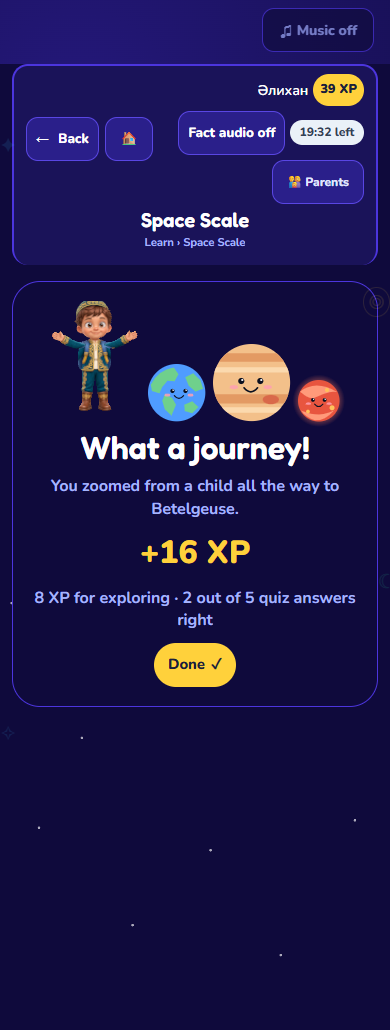 ♫ Music off
Әлихан 39 XP
← Back
Fact audio off 19:32 left
Parents
Space Scale
Learn › Space Scale
What a journey!
You zoomed from a child all the way to
Betelgeuse.
+16 XP
8 XP for exploring · 2 out of 5 quiz answers
right
Done ✓